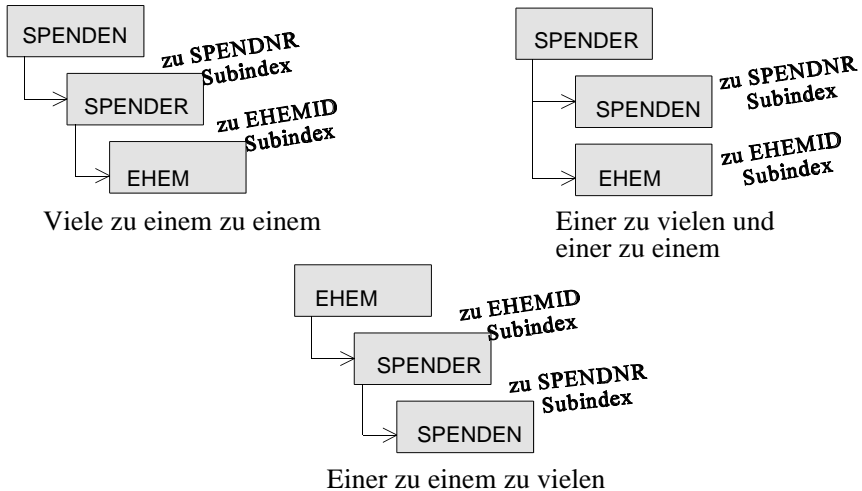 SPENDEN
zu SPENDNR
Subindex
SPENDER
zu EHEMID
Subindex
EHEM
Viele zu einem zu einem
SPENDER
zu SPENDNR
Subindex
SPENDEN
zu EHEMID
Subindex
EHEM
Einer zu vielen und
einer zu einem
EHEM
zu EHEMID
Subindex
SPENDER
zu SPENDNR
Subindex
SPENDEN
Einer zu einem zu vielen